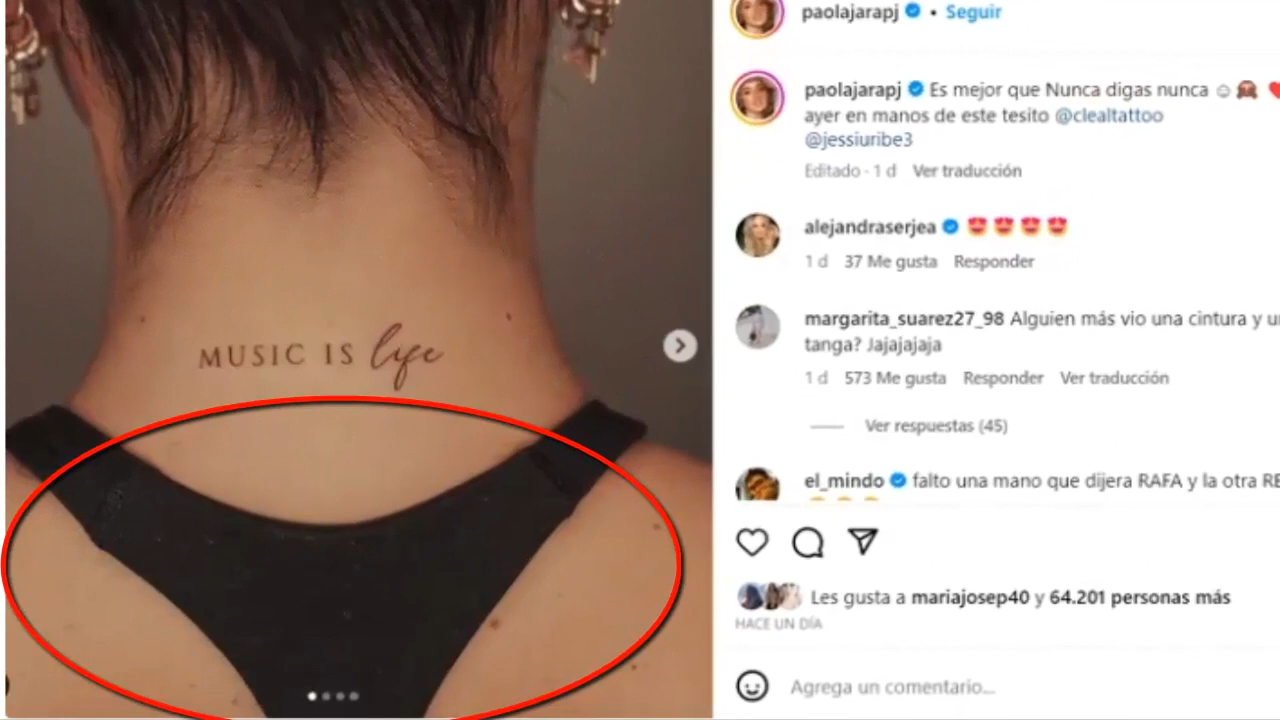 MUSIC IS life
paolajarapj • Seguir
paolajarapj Es mejor que Nunca digas nunca
ayer en manos de este tesito @clealtattoo
@jessiuribe3
Editado · 1 d Ver traducción
alejandraserjea
1 d 37 Me gusta Responder
margarita_suarez27_98 Alguien más vio una cintura y
tanga? Jajajajaja
1 d 573 Me gusta Responder Ver traducción
Ver respuestas (45)
el_mindo falto una mano que dijera RAFA y la otra
Les gusta a mariajosep40 y 64.201 personas más
HACE UN DÍA
Agrega un comentario...